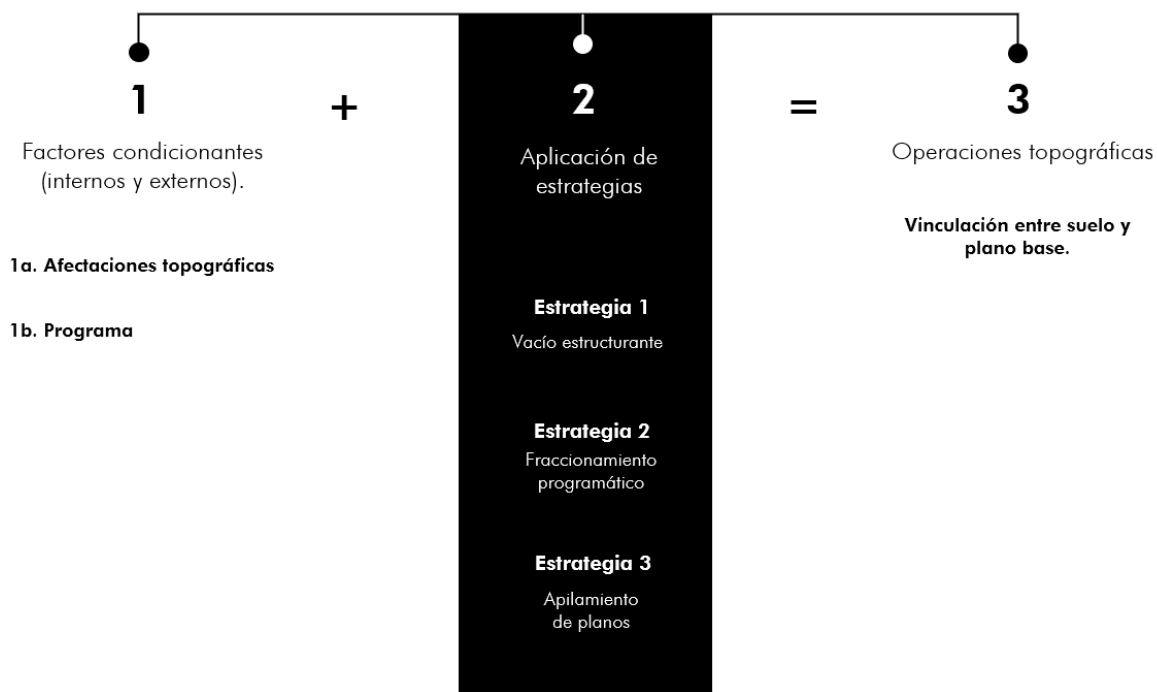 1
Factores condicionantes
(internos y externos).
1a. Afectaciones topográficas
1b. Programa
+
2
Aplicación de
estrategias
Estrategia 1
Vacío estructurante
Estrategia 2
Fraccionamiento
programático
Estrategia 3
Apilamiento
de planos
=
3
Operaciones topográficas
Vinculación entre suelo y
plano base.